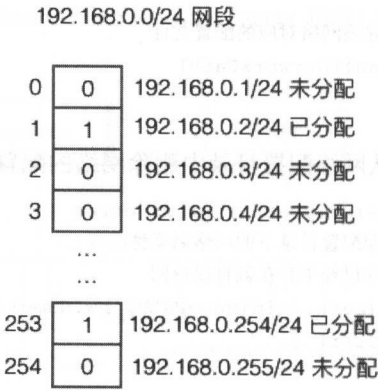 192.168.0.0/24 网段
0 0 192.168.0.1/24 未分配
1 1 192.168.0.2/24 已分配
2 0 192.168.0.3/24 未分配
3 0 192.168.0.4/24 未分配
...
...
253 1 192.168.0.254/24 已分配
254 0 192.168.0.255/24 未分配